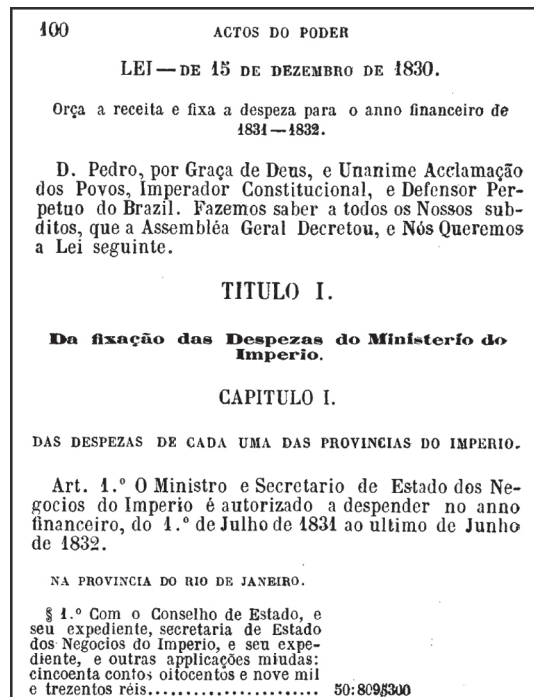 100 ACTOS DO PODER
LEI — DE 15 DE DEZEMBRO DE 1830.
Orça a receita e fixa a despeza para o anno financeiro de
1831 — 1832.
D. Pedro, por Graça de Deus, e Unanime Acclamação
dos Povos, Imperador Constitucional, e Defensor Per-
petuo do Brazil. Fazemos saber a todos os Nossos sub-
ditos, que a Assembléa Geral Decretou, e Nós Queremos
a Lei seguinte.
TITULO I.
Da fixação das Despezas do Ministerio do
Imperio.
CAPITULO I.
DAS DESPEZAS DE CADA UMA DAS PROVINCIAS DO IMPERIO.
Art. 1.º O Ministro e Secretario de Estado dos Ne-
gocios do Imperio é autorizado a despender no anno
financeiro, do 1.º de Julho de 1831 ao ultimo de Junho
de 1832.
NA PROVINCIA DO RIO DE JANEIRO.
§ 1.º Com o Conselho de Estado, e
seu expediente, secretaria de Estado
dos Negocios do Imperio, e seu expe-
diente, e outras applicações miudas:
cincoenta contos oitocentos e nove mil
e trezentos réis...................... 50:809$300